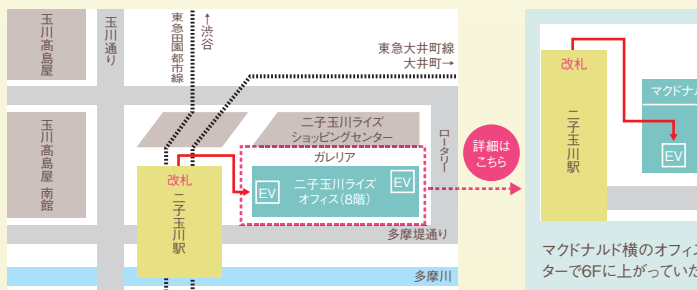 玉川髙島屋
玉川通り
東急田園都市線
↑渋谷
東急大井町線
大井町→
玉川髙島屋 南館
二子玉川ライズ
ショッピングセンター
ガレリア
ロータリー
改札
二子玉川駅
EV
二子玉川ライズ
オフィス(8階)
EV
多摩堤通り
多摩川
詳細は
こちら
改札
二子玉川駅
マクドナル
EV
マクドナルド横のオフィス
ターで6Fに上がっていた